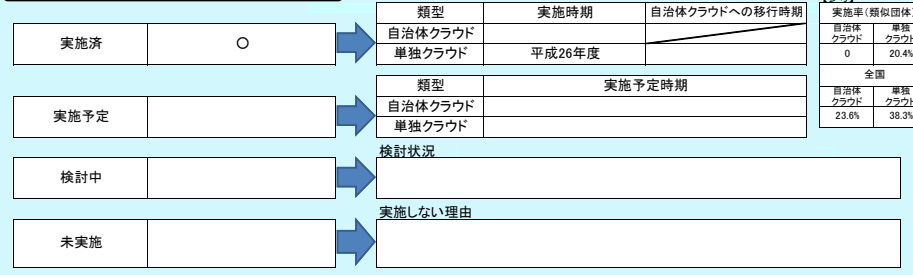 類型 実施時期 自治体クラウドへの移行時期
実施済 〇 自治体クラウド
単独クラウド 平成26年度
実施率(類似団体)
自治体クラウド 単独クラウド
0 20.4%
全国
自治体クラウド 単独クラウド
23.6% 38.3%
類型 実施予定時期
実施予定 自治体クラウド
単独クラウド
検討状況
検討中
実施しない理由
未実施